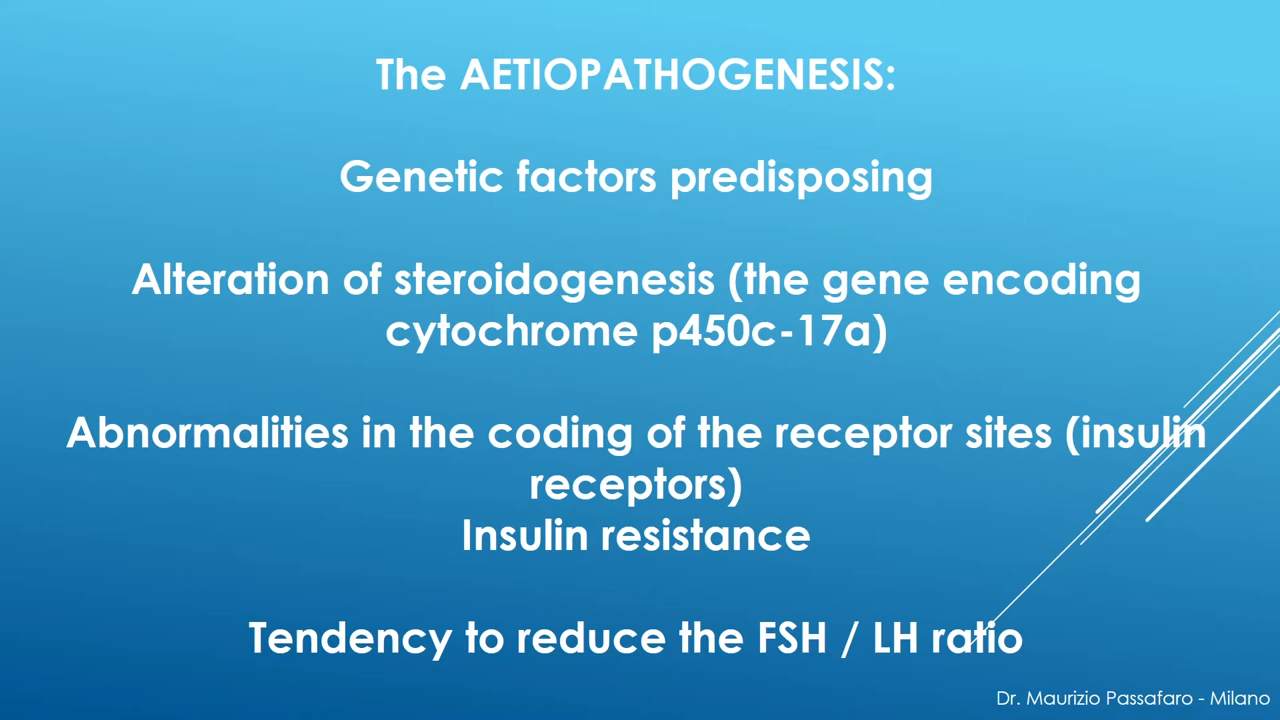 The AETIOPATHOGENESIS:
Genetic factors predisposing
Alteration of steroidogenesis (the gene encoding
cytochrome p450c-17a)
Abnormalities in the coding of the receptor sites (insulin
receptors)
Insulin resistance
Tendency to reduce the FSH / LH ratio
Dr. Maurizio Passafaro - Milano